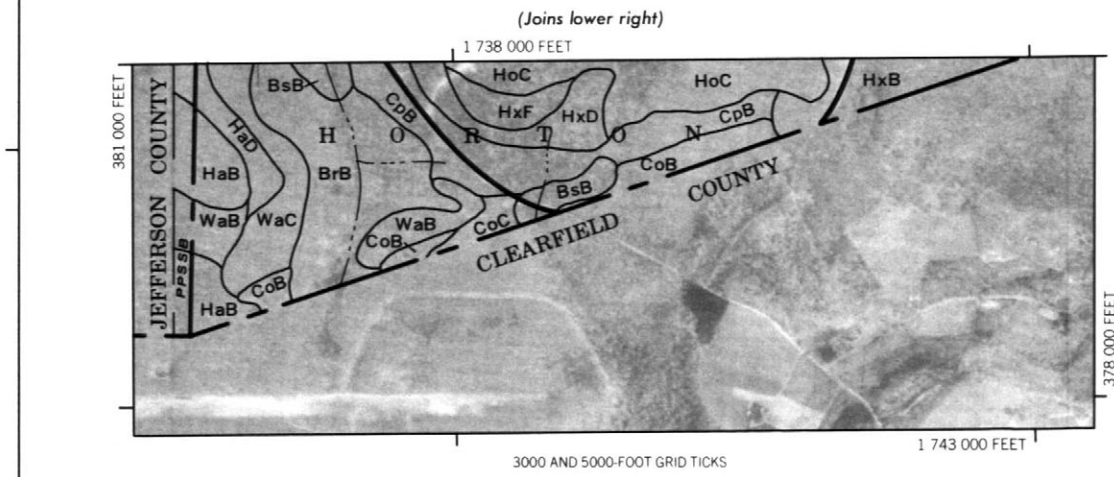 (Joins lower right)
1 738 000 FEET
381 000 FEET
JEFFERSON COUNTY
PPSSB
BsB
CpB
HoC
HoC
HxB
HaD
HxF
HxD
CpB
H O R T O N
HaB
BrB
CoB
WaB
WaC
WaB
BsB
COUNTY
CoB
CoC
CLEARFIELD
HaB
CoB
378 000 FEET
1 743 000 FEET
3000 AND 5000-FOOT GRID TICKS